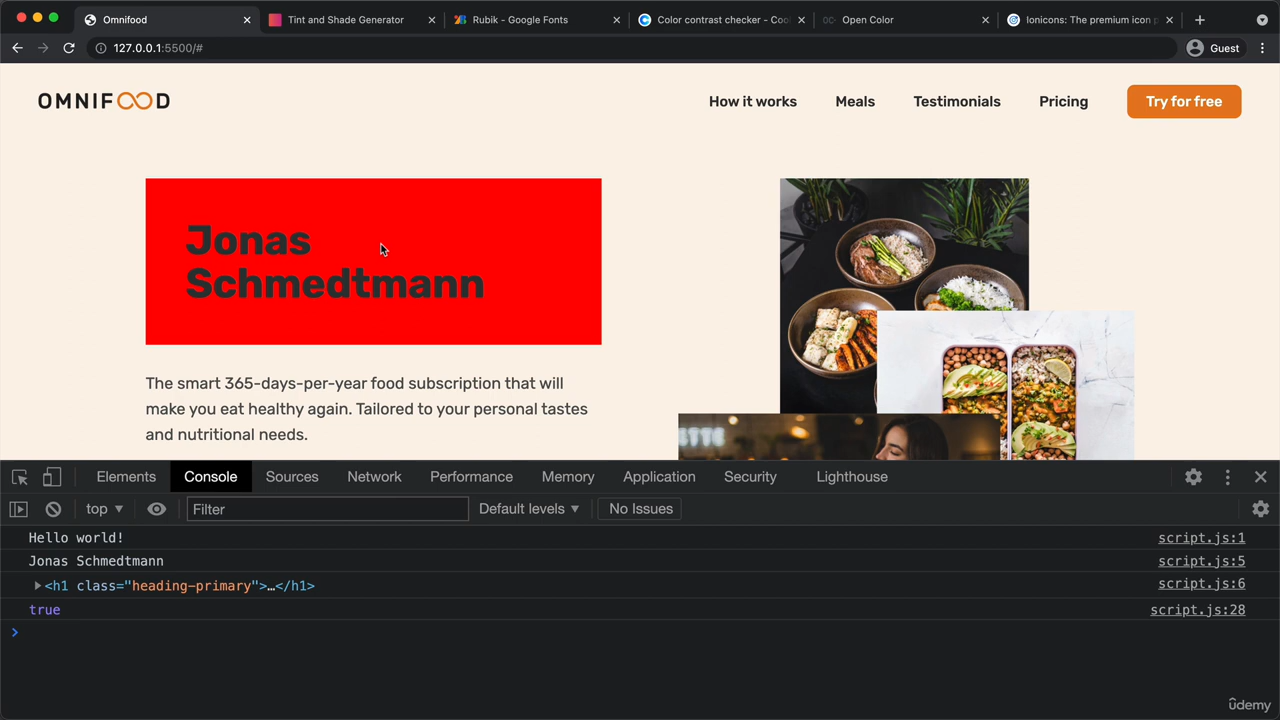 Omnifood
Tint and Shade Generator
Rubik - Google Fonts
Color contrast checker - Coo
Open Color
Ionicons: The premium icon p
127.0.0.1:5500/#
Guest
OMNIFOOD
How it works
Meals
Testimonials
Pricing
Try for free
Jonas
Schmedtmann
The smart 365-days-per-year food subscription that will
make you eat healthy again. Tailored to your personal tastes
and nutritional needs.
Elements
Console
Sources
Network
Performance
Memory
Application
Security
Lighthouse
top
Filter
Default levels
No Issues
Hello world!
script.js:1
Jonas Schmedtmann
script.js:5
<h1 class="heading-primary">…</h1>
script.js:6
true
script.js:28
ûdemy